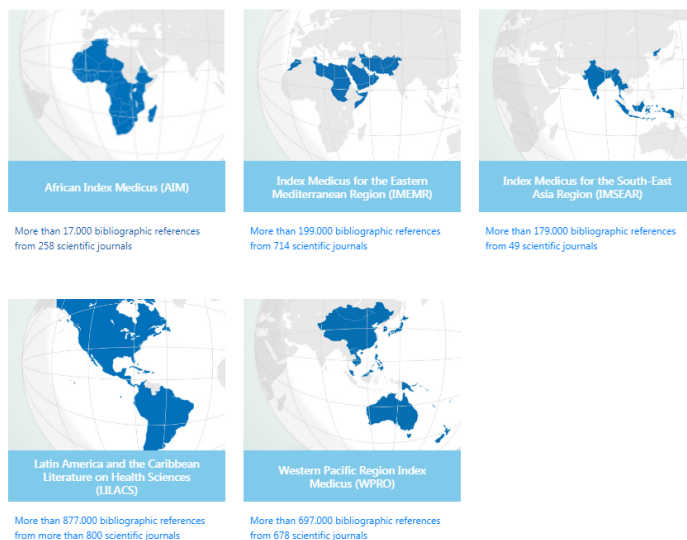 African Index Medicus (AIM)
More than 17.000 bibliographic references
from 258 scientific journals
Index Medicus for the Eastern
Mediterranean Region (IMEMR)
More than 199.000 bibliographic references
from 714 scientific journals
Index Medicus for the South-East
Asia Region (IMSEAR)
More than 179.000 bibliographic references
from 49 scientific journals
Latin America and the Caribbean
Literature on Health Sciences
(LILACS)
More than 877.000 bibliographic references
from more than 800 scientific journals
Western Pacific Region Index
Medicus (WPRO)
More than 697.000 bibliographic references
from 678 scientific journals